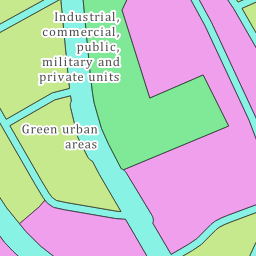 Industrial,
commercial,
public,
military and
private units
Green urban
areas